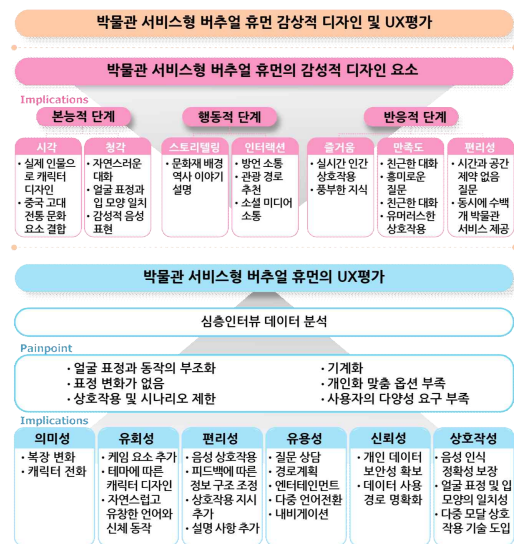 박물관 서비스형 버추얼 휴먼 감상적 디자인 및 UX평가
박물관 서비스형 버추얼 휴먼의 감성적 디자인 요소
Implications
본능적 단계
행동적 단계
반응적 단계
시각
• 실제 인물으
로 캐릭터
디자인
• 중국 고대
전통 문화
요소 결합
청각
• 자연스러운
대화
• 얼굴 표정과
입 모양 일치
• 감성적 음성
표현
스토리텔링
• 문화재 배경
역사 이야기
설명
인터랙션
• 방언 소통
• 관광 경로
추천
• 소셜 미디어
소통
즐거움
• 실시간 인간
상호작용
• 풍부한 지식
만족도
• 친근한 대화
• 흥미로운
질문
• 친근한 대화
• 유머러스한
상호작용
편리성
• 시간과 공간
제약 없음
질문
• 동시에 수백
개 박물관
서비스 제공
박물관 서비스형 버추얼 휴먼의 UX평가
심층인터뷰 데이터 분석
Painpoint
• 얼굴 표정과 동작의 부조화
• 표정 변화가 없음
• 상호작용 및 시나리오 제한
• 기계화
• 개인화 맞춤 옵션 부족
• 사용자의 다양성 요구 부족
Implications
의미성
• 복장 변화
• 캐릭터 전화
유회성
• 케임 요소 추가
• 테마에 따른
캐릭터 디자인
• 자연스럽고
유창한 언어와
신체 동작
편리성
• 음성 상호작용
• 피드백에 따른
정보 구조 조정
• 상호작용 지시
추가
• 설명 사항 추가
유용성
• 질문 상담
• 경로계획
• 엔터테인먼트
• 다중 언어전환
• 내비게이션
신뢰성
• 개인 데이터
보안성 확보
• 데이터 사용
경로 명확화
상호작성
• 음성 인식
정확성 보장
• 얼굴 표정 및 입
모양의 일치성
• 다중 모달 상호
작용 기술 도입